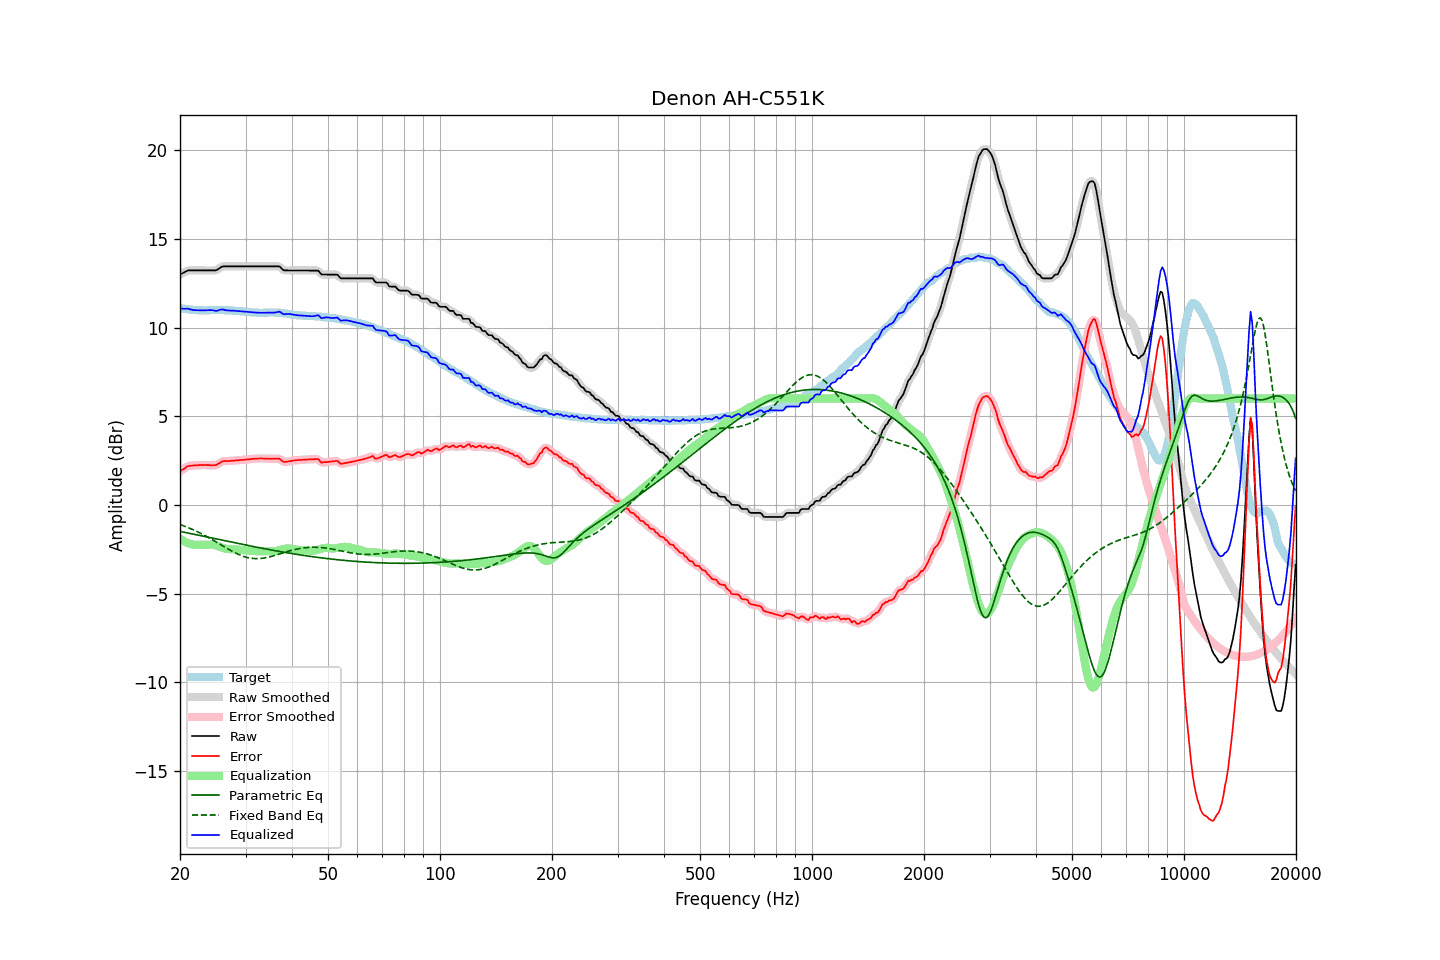 Denon AH-C551K
Amplitude (dBr)
20
15
10
5
0
−5
−10
−15
Target
Raw Smoothed
Error Smoothed
Raw
Error
Equalization
Parametric Eq
Fixed Band Eq
Equalized
20 50 100 200 500 1000 2000 5000 10000 20000
Frequency (Hz)